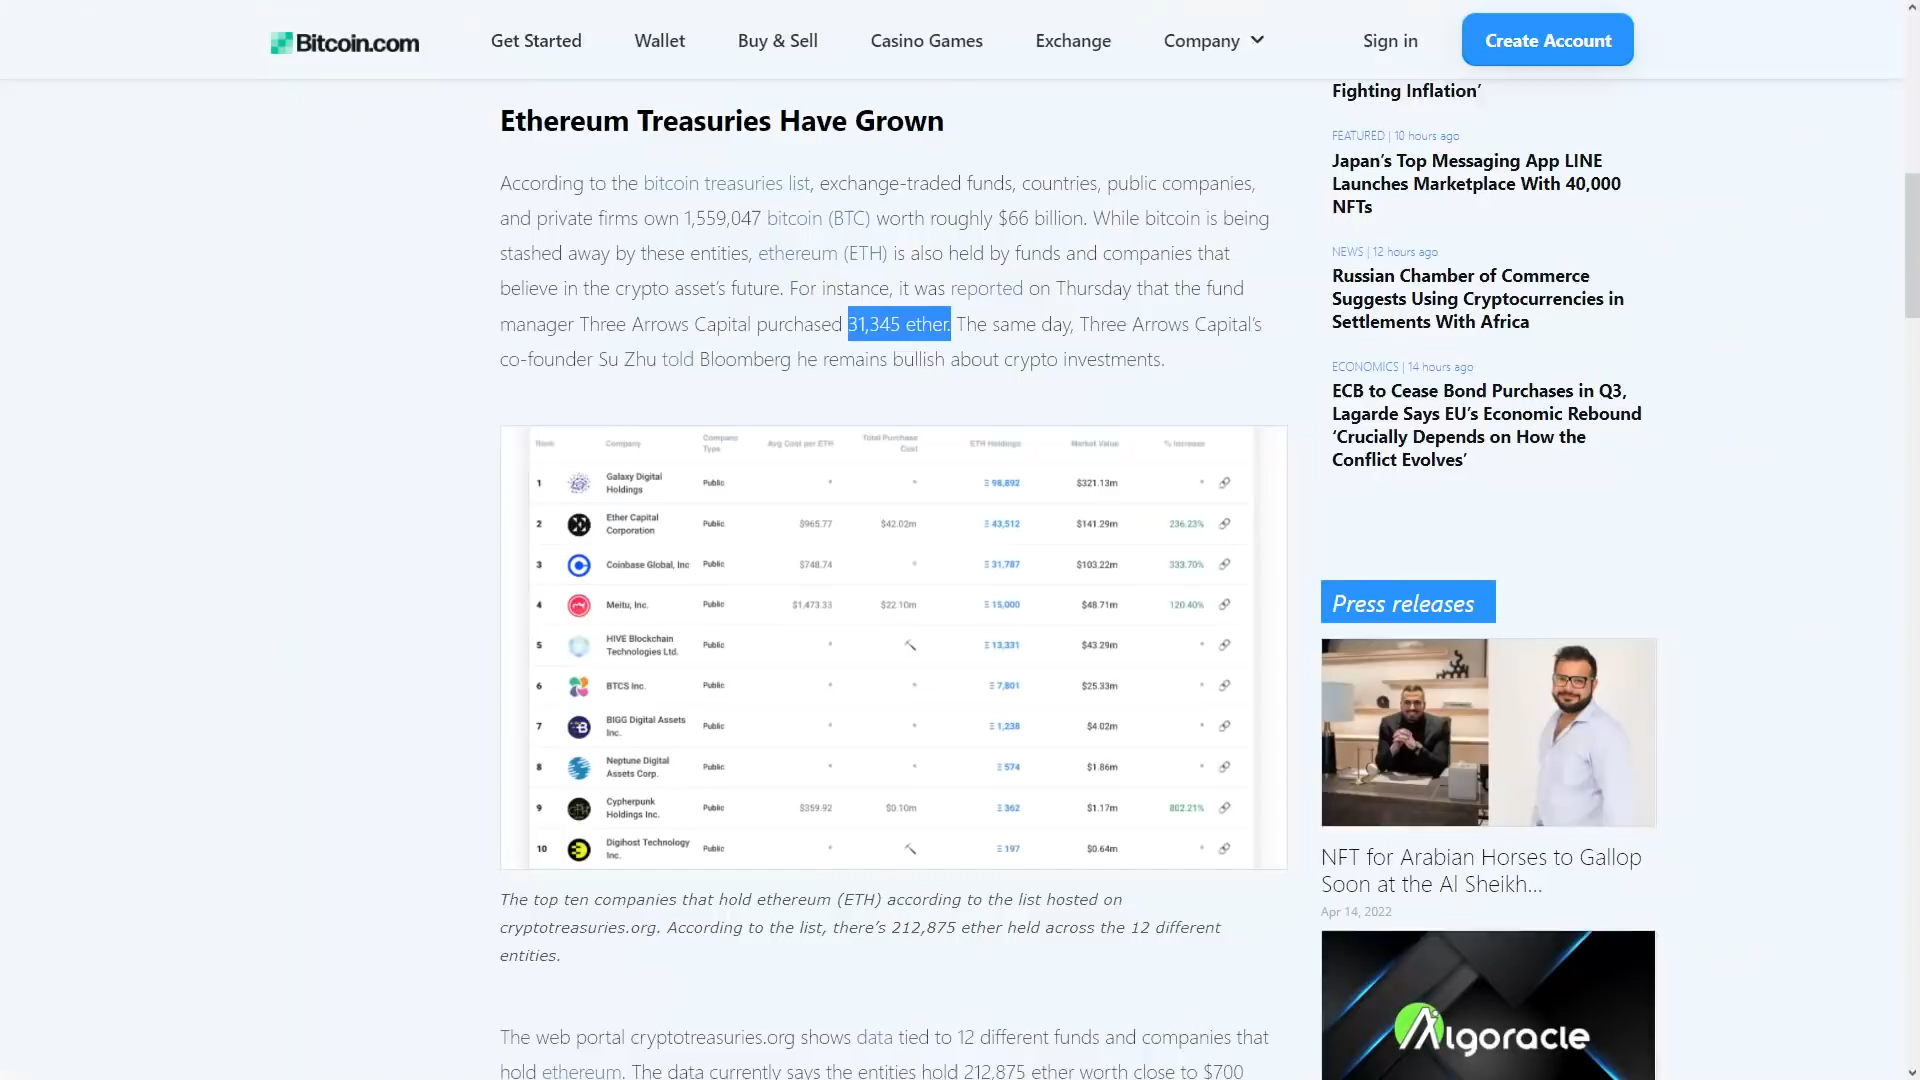 Bitcoin.com
Get Started
Wallet
Buy & Sell
Casino Games
Exchange
Company
Sign in
Create Account
Ethereum Treasuries Have Grown
According to the bitcoin treasuries list, exchange-traded funds, countries, public companies,
and private firms own 1,559,047 bitcoin (BTC) worth roughly $66 billion. While bitcoin is being
stashed away by these entities, ethereum (ETH) is also held by funds and companies that
believe in the crypto asset’s future. For instance, it was reported on Thursday that the fund
manager Three Arrows Capital purchased 31,345 ether. The same day, Three Arrows Capital’s
co-founder Su Zhu told Bloomberg he remains bullish about crypto investments.
Rank Company Company Type Avg Cost per ETH Total Purchase Cost ETH Holdings Market Value % Increase
1 Galaxy Digital Holdings Public * * Ξ 98,892 $321.13m *
2 Ether Capital Corporation Public $965.77 $42.02m Ξ 43,512 $141.29m 236.23%
3 Coinbase Global, Inc Public $748.74 * Ξ 31,787 $103.22m 333.70%
4 Meitu, Inc. Public $1,473.33 $22.10m Ξ 15,000 $48.71m 120.40%
5 HIVE Blockchain Technologies Ltd. Public * Ξ 13,331 $43.29m *
6 BTCS Inc. Public * * Ξ 7,801 $25.33m *
7 BIGG Digital Assets Inc. Public * * Ξ 1,238 $4.02m *
8 Neptune Digital Assets Corp. Public * * Ξ 574 $1.86m *
9 Cypherpunk Holdings Inc. Public $359.92 $0.10m Ξ 362 $1.17m 802.21%
10 Digihost Technology Inc. Public * Ξ 197 $0.64m *
The top ten companies that hold ethereum (ETH) according to the list hosted on
cryptotreasuries.org. According to the list, there’s 212,875 ether held across the 12 different
entities.
The web portal cryptotreasuries.org shows data tied to 12 different funds and companies that
hold ethereum. The data currently says the entities hold 212,875 ether worth close to $700
Fighting Inflation’
FEATURED | 10 hours ago
Japan’s Top Messaging App LINE
Launches Marketplace With 40,000
NFTs
NEWS | 12 hours ago
Russian Chamber of Commerce
Suggests Using Cryptocurrencies in
Settlements With Africa
ECONOMICS | 14 hours ago
ECB to Cease Bond Purchases in Q3,
Lagarde Says EU’s Economic Rebound
‘Crucially Depends on How the
Conflict Evolves’
Press releases
NFT for Arabian Horses to Gallop
Soon at the Al Sheikh...
Apr 14, 2022
Algoracle